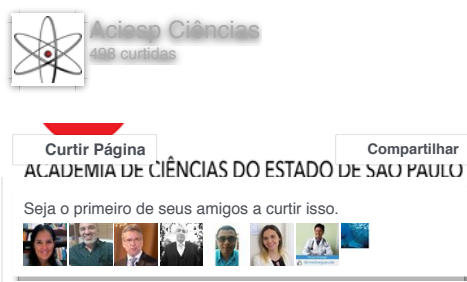 Aciesp Ciências
498 curtidas
Curtir Página
Compartilhar
ACADEMIA DE CIÊNCIAS DO ESTADO DE SÃO PAULO
Seja o primeiro de seus amigos a curtir isso.